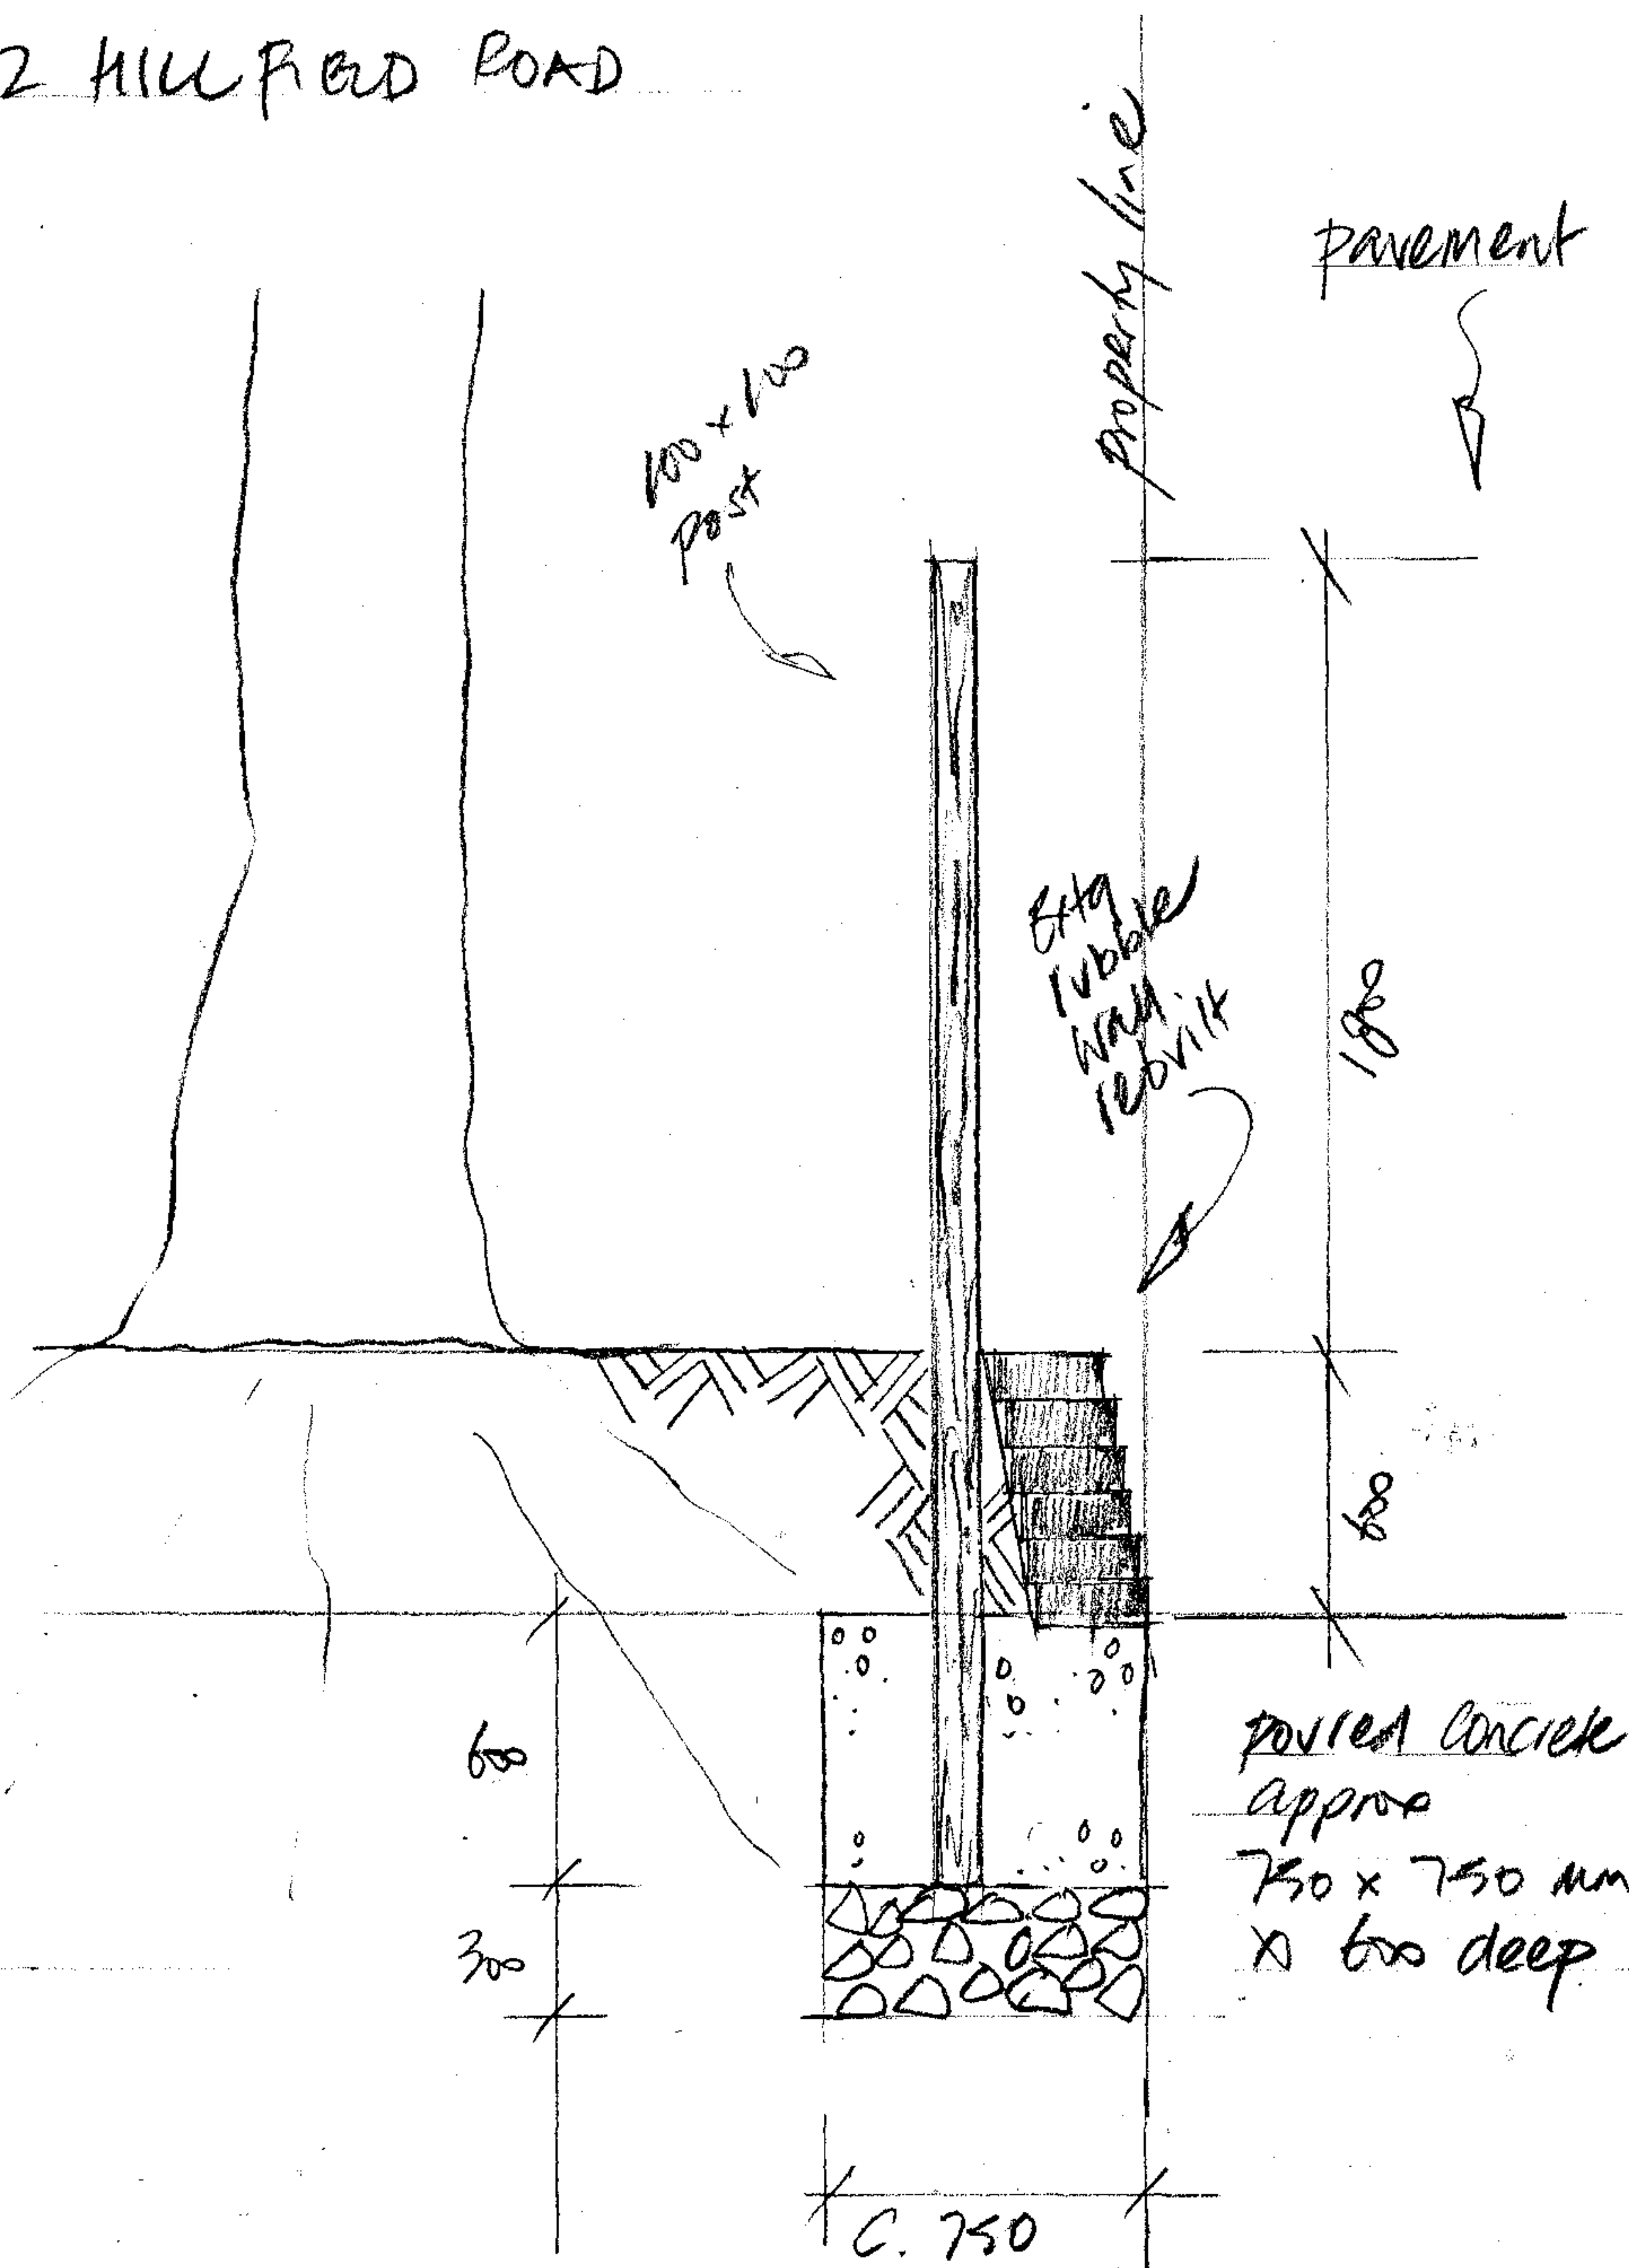 2 HILLFIELD ROAD
property line
pavement
100 x 100
post
Extg
rubble
wall
rebuilt
1800
600
600
300
poured concrete
approx
750 x 750 mm
x 600 deep
C. 750